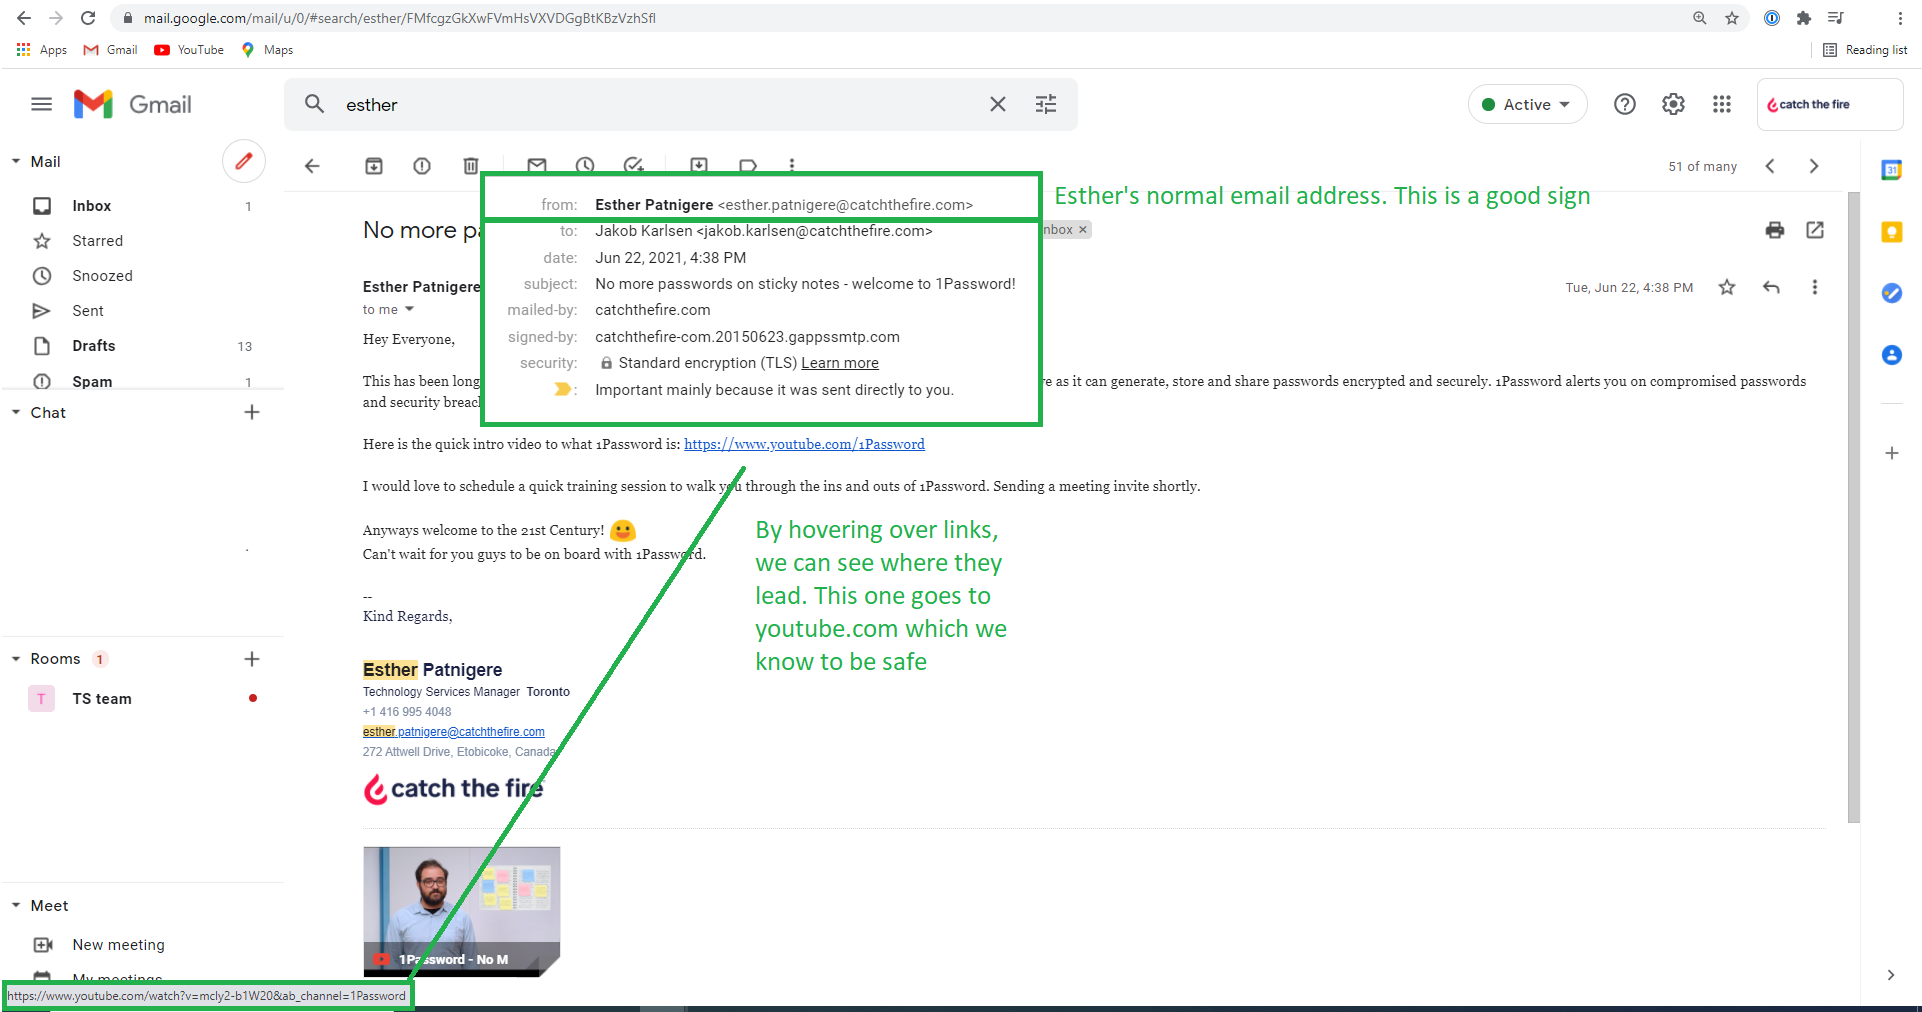 mail.google.com/mail/u/0/#search/esther/FMfcgzGkXwFVmHsVXVDGgBtKBzVzhSfl
Apps Gmail YouTube Maps Reading list
Gmail esther Active catch the fire
Mail
51 of many
Inbox 1
Starred
Snoozed
Sent
Drafts 13
Spam 1
Chat
Rooms 1
T TS team
Meet
New meeting
My meetings
from: Esther Patnigere <esther.patnigere@catchthefire.com>
Esther's normal email address. This is a good sign
No more pa
nbox ×
to: Jakob Karlsen <jakob.karlsen@catchthefire.com>
date: Jun 22, 2021, 4:38 PM
subject: No more passwords on sticky notes - welcome to 1Password!
mailed-by: catchthefire.com
signed-by: catchthefire-com.20150623.gappssmtp.com
security: Standard encryption (TLS) Learn more
: Important mainly because it was sent directly to you.
Esther Patnigere
Tue, Jun 22, 4:38 PM
to me
Hey Everyone,
This has been long
e as it can generate, store and share passwords encrypted and securely. 1Password alerts you on compromised passwords
and security breac
Here is the quick intro video to what 1Password is: https://www.youtube.com/1Password
I would love to schedule a quick training session to walk you through the ins and outs of 1Password. Sending a meeting invite shortly.
Anyways welcome to the 21st Century!
Can't wait for you guys to be on board with 1Password.
By hovering over links,
we can see where they
lead. This one goes to
youtube.com which we
know to be safe
--
Kind Regards,
Esther Patnigere
Technology Services Manager Toronto
+1 416 995 4048
esther.patnigere@catchthefire.com
272 Attwell Drive, Etobicoke, Canada
catch the fire
1Password - No M
31
https://www.youtube.com/watch?v=mcly2-b1W20&ab_channel=1Password